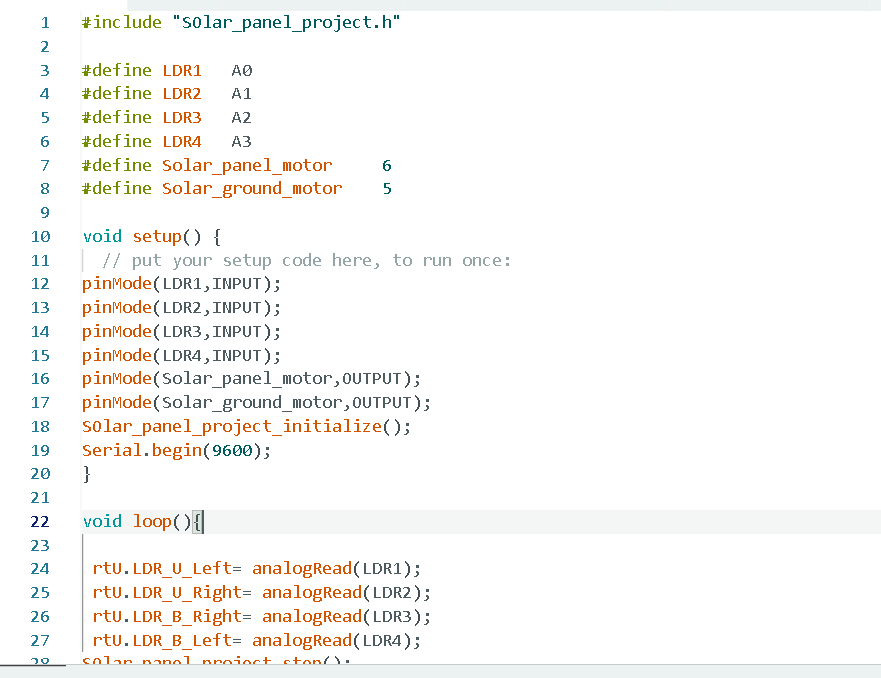 1 #include "SOlar_panel_project.h"
2
3 #define LDR1 A0
4 #define LDR2 A1
5 #define LDR3 A2
6 #define LDR4 A3
7 #define Solar_panel_motor 6
8 #define Solar_ground_motor 5
9
10 void setup() {
11 // put your setup code here, to run once:
12 pinMode(LDR1,INPUT);
13 pinMode(LDR2,INPUT);
14 pinMode(LDR3,INPUT);
15 pinMode(LDR4,INPUT);
16 pinMode(Solar_panel_motor,OUTPUT);
17 pinMode(Solar_ground_motor,OUTPUT);
18 SOlar_panel_project_initialize();
19 Serial.begin(9600);
20 }
21
22 void loop(){
23
24 rtU.LDR_U_Left= analogRead(LDR1);
25 rtU.LDR_U_Right= analogRead(LDR2);
26 rtU.LDR_B_Right= analogRead(LDR3);
27 rtU.LDR_B_Left= analogRead(LDR4);
28 SOlar_panel_project_step();